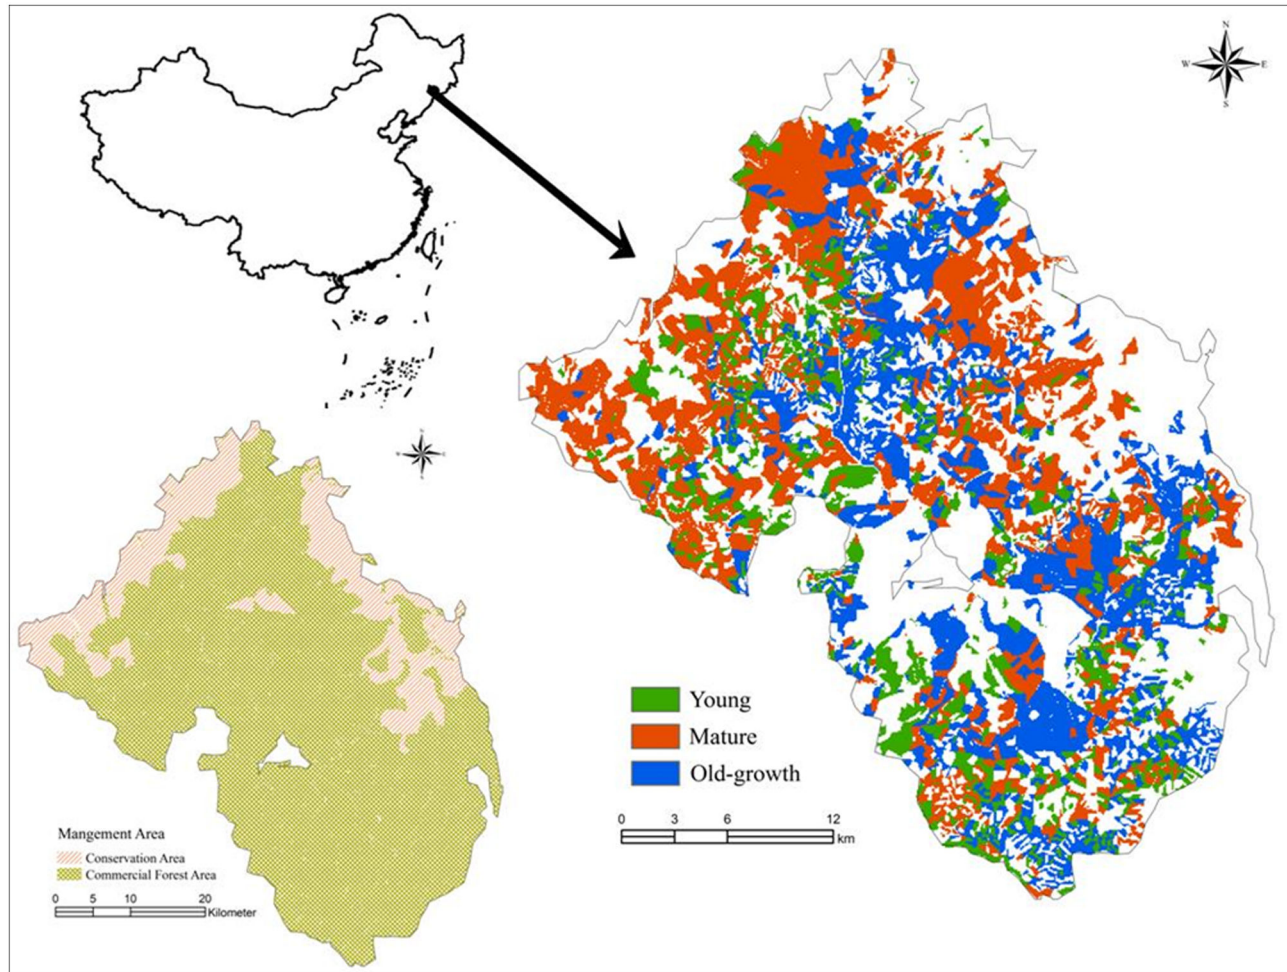 N
W E
S
Young
Mature
Old-growth
0 3 6 12
km
Mangement Area
Conservation Area
Commercial Forest Area
0 5 10 20
Kilometer